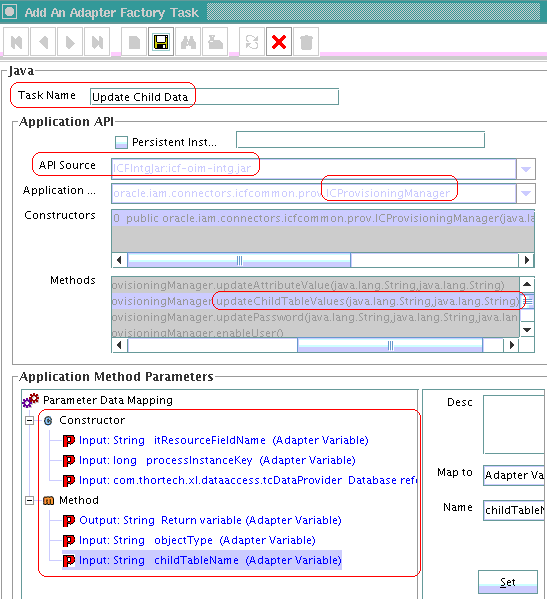 Add An Adapter Factory Task
Java
Task Name Update Child Data
Application API
Persistent Inst...
API Source ICFIntgJar:icf-oim-intg.jar
Application ... oracle.iam.connectors.icfcommon.prov.ICProvisioningManager
Constructors 0 public oracle.iam.connectors.icfcommon.prov.ICProvisioningManager(java.la
Methods ovisioningManager.updateAttributeValue(java.lang.String,java.lang.String)
ovisioningManager.updateChildTableValues(java.lang.String,java.lang.String)
ovisioningManager.updatePassword(java.lang.String,java.lang.String,java.lan
ovisioningManager.enableUser()
Application Method Parameters
Parameter Data Mapping
Constructor
Input: String itResourceFieldName (Adapter Variable)
Input: long processInstanceKey (Adapter Variable)
Input: com.thortech.xl.dataaccess.tcDataProvider Database refe
Method
Output: String Return variable (Adapter Variable)
Input: String objectType (Adapter Variable)
Input: String childTableName (Adapter Variable)
Desc
Map to Adapter Va
Name childTableN
Set